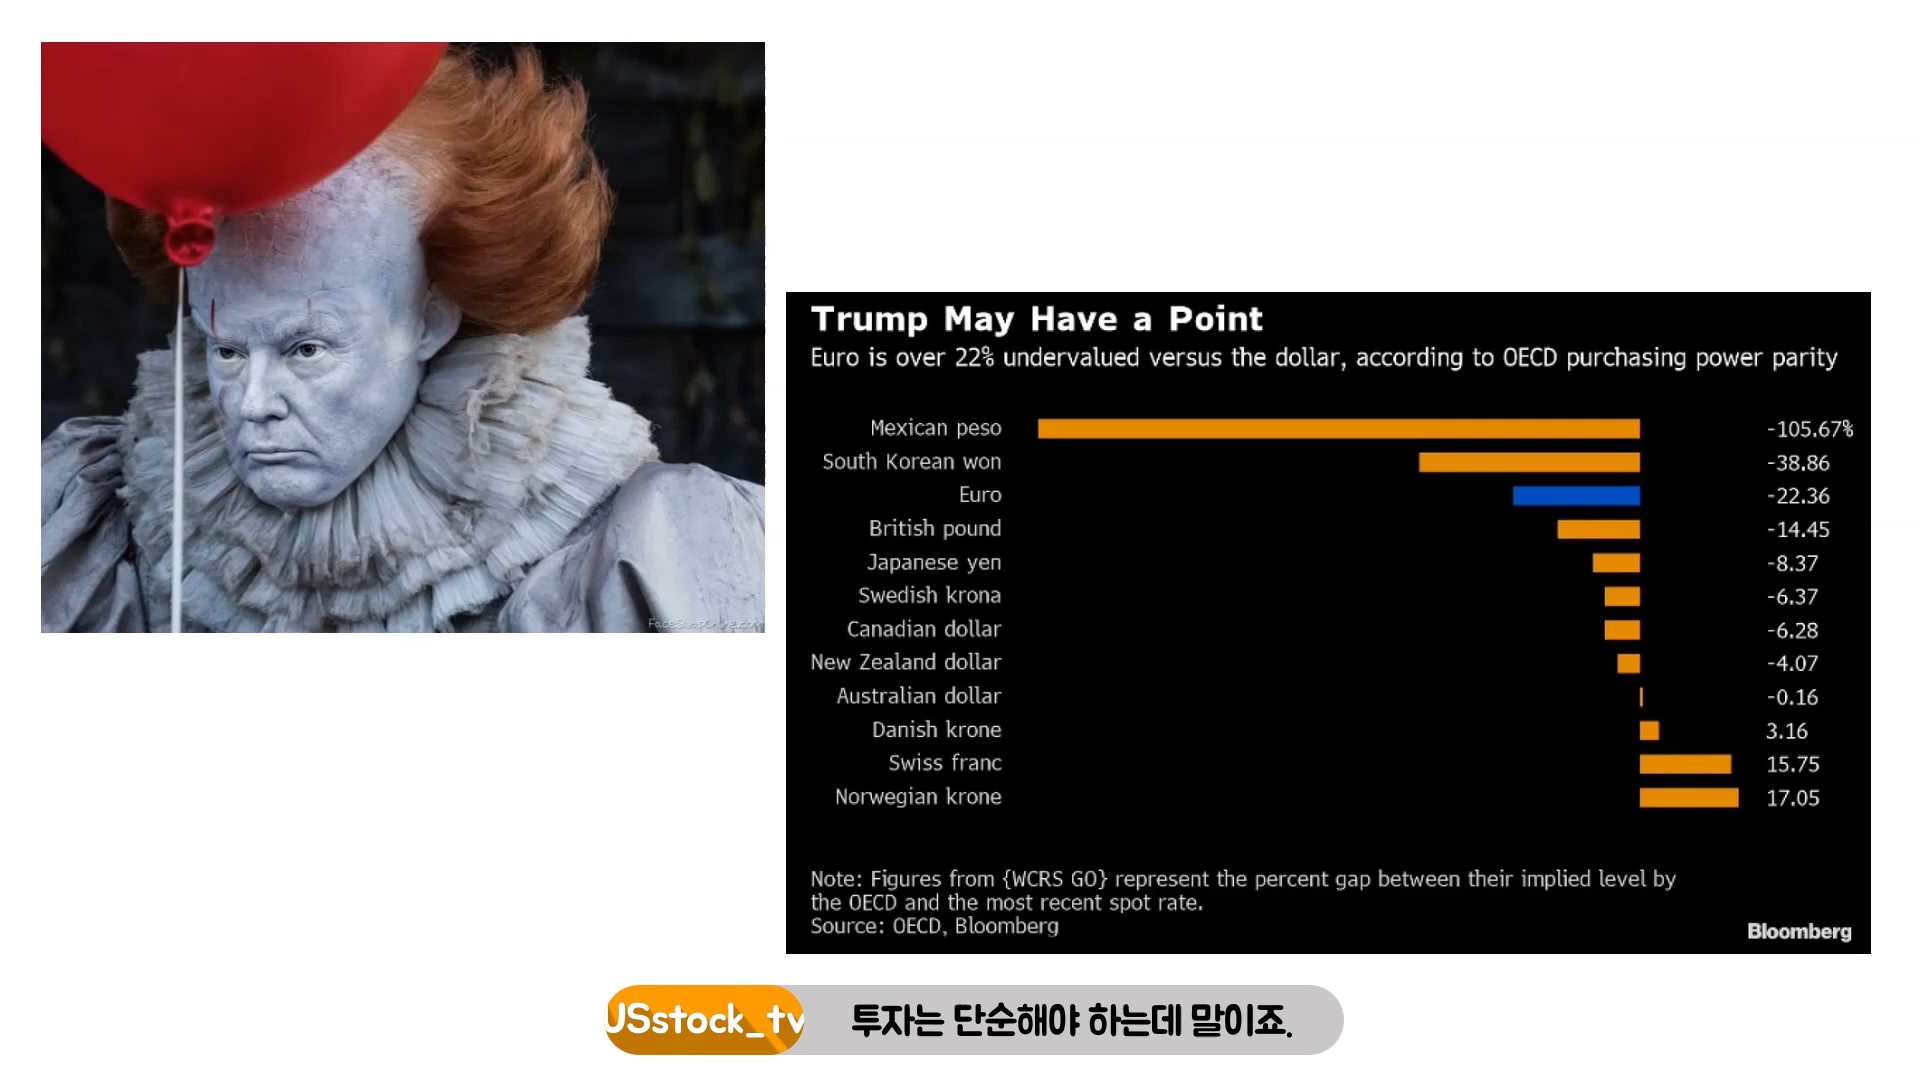 FaceSwapOnline.com
Trump May Have a Point
Euro is over 22% undervalued versus the dollar, according to OECD purchasing power parity
Mexican peso -105.67%
South Korean won -38.86
Euro -22.36
British pound -14.45
Japanese yen -8.37
Swedish krona -6.37
Canadian dollar -6.28
New Zealand dollar -4.07
Australian dollar -0.16
Danish krone 3.16
Swiss franc 15.75
Norwegian krone 17.05
Note: Figures from {WCRS GO} represent the percent gap between their implied level by
the OECD and the most recent spot rate.
Source: OECD, Bloomberg
Bloomberg
USstock_tv 투자는 단순해야 하는데 말이죠.